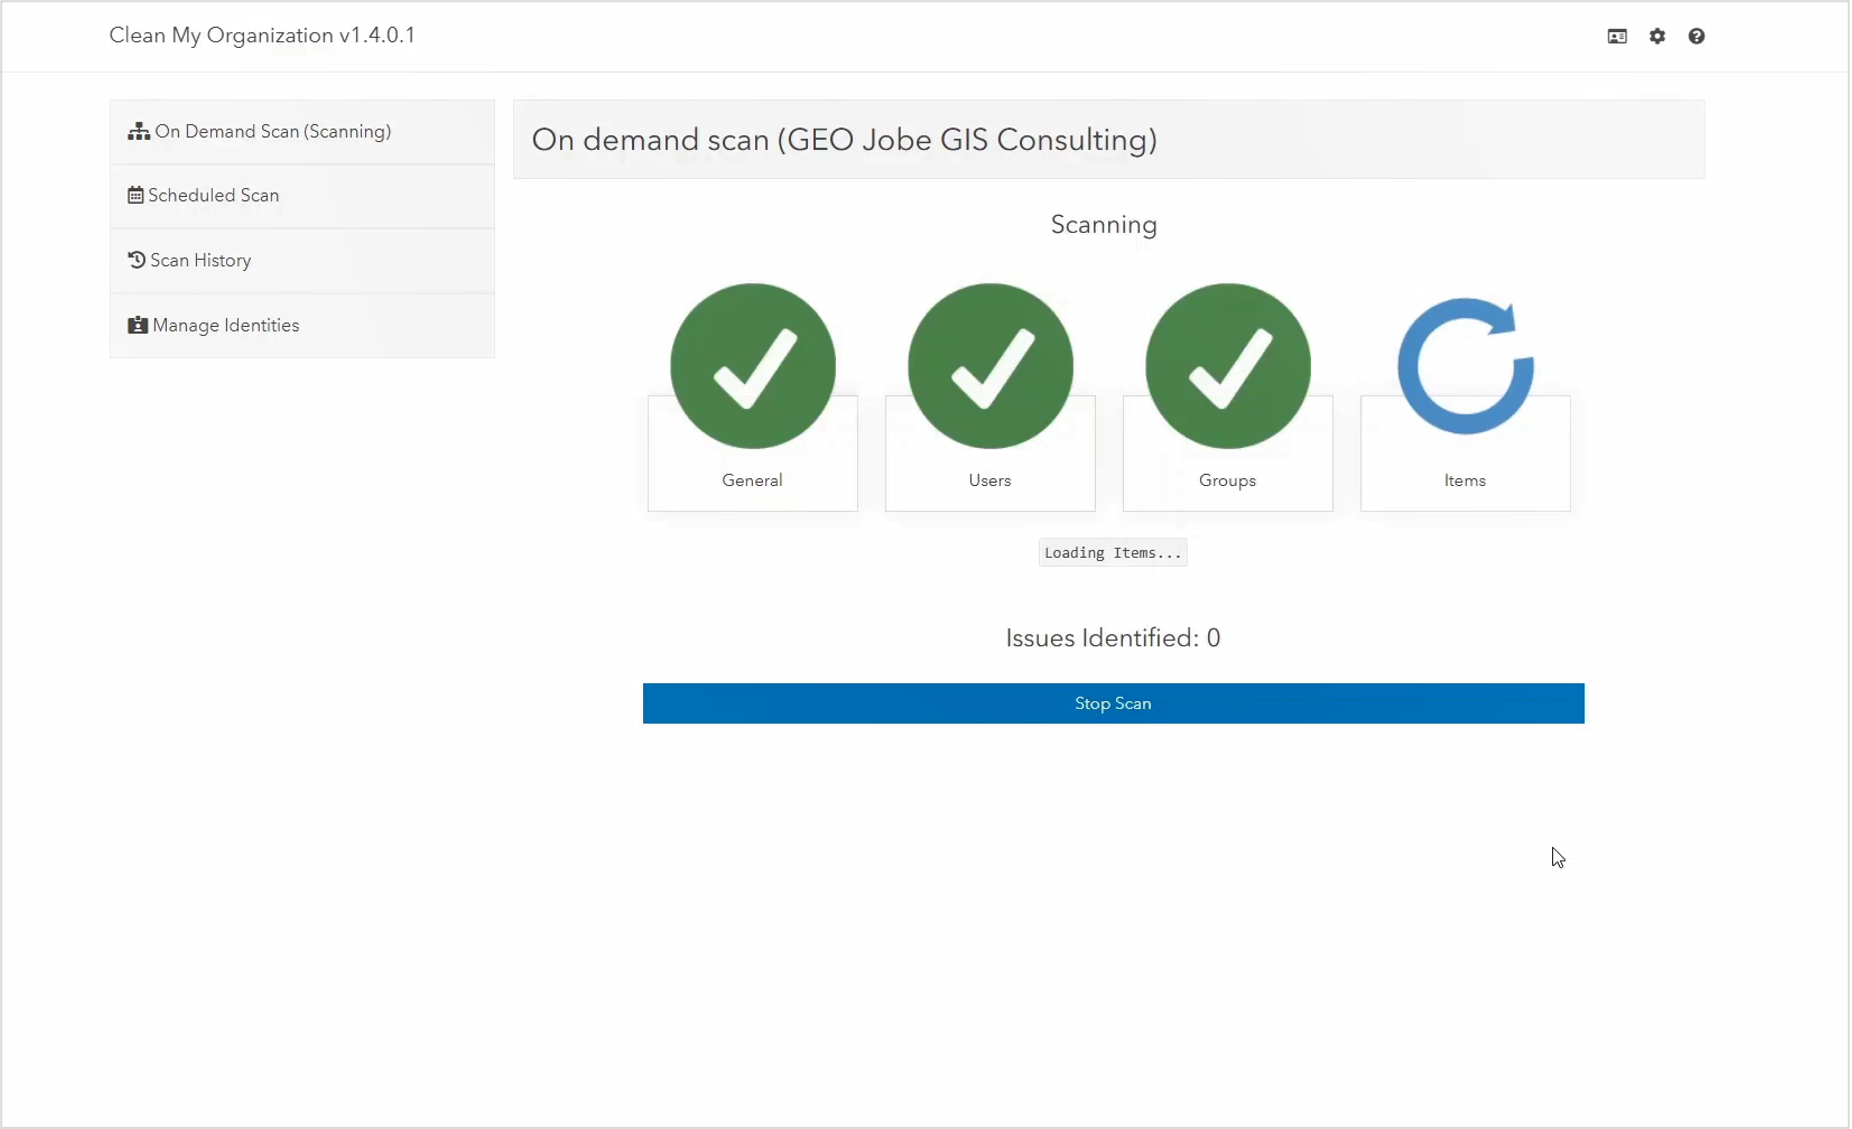 Clean My Organization v1.4.0.1
On Demand Scan (Scanning)
Scheduled Scan
Scan History
Manage Identities
On demand scan (GEO Jobe GIS Consulting)
Scanning
General
Users
Groups
Items
Loading Items...
Issues Identified: 0
Stop Scan